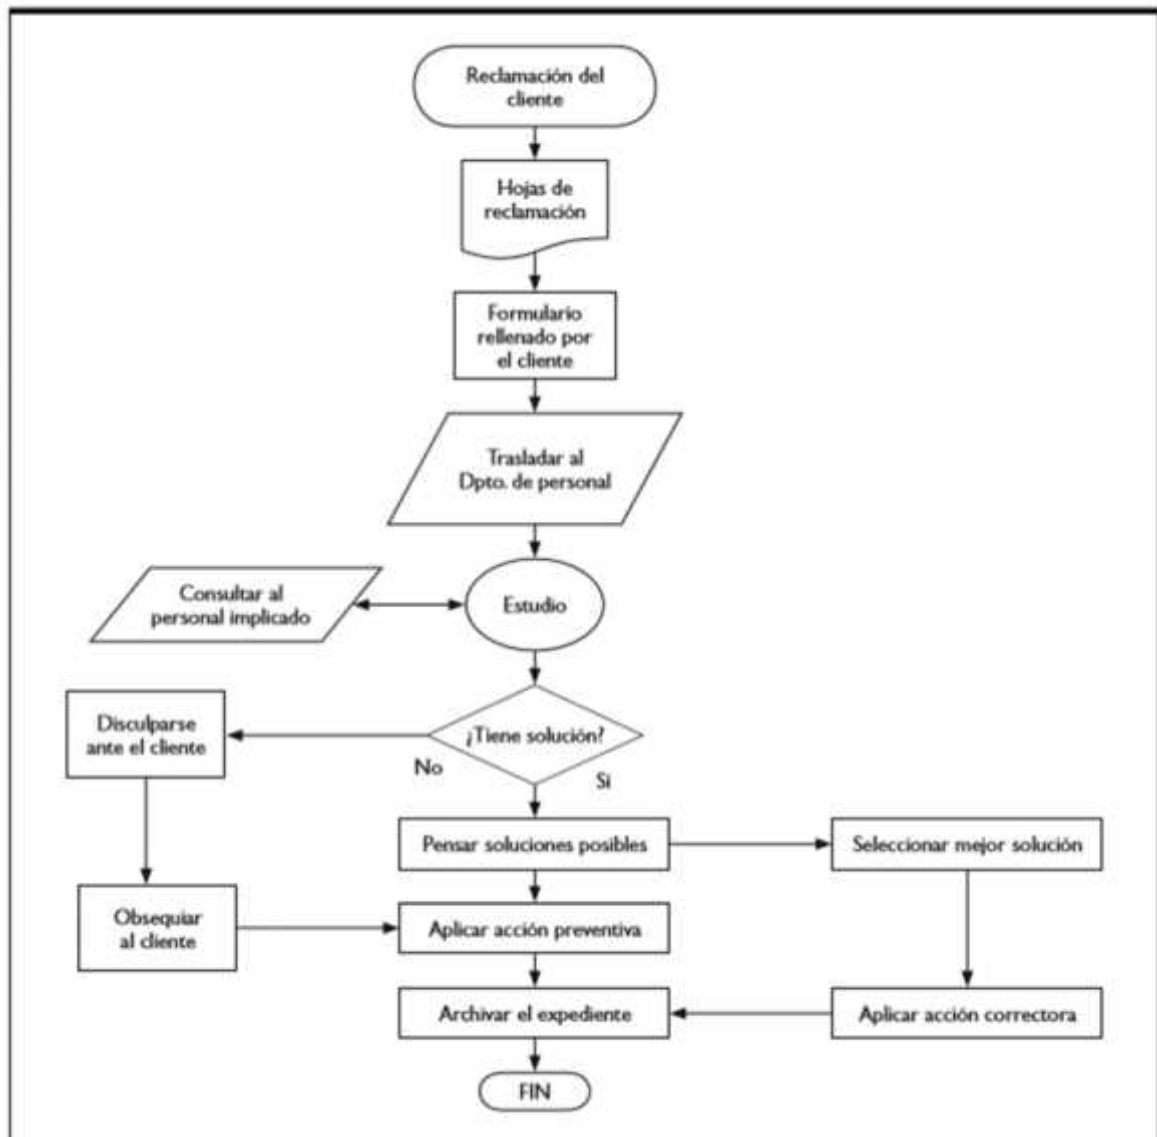 Reclamación del
cliente
Hojas de
reclamación
Formulario
rellenado por
el cliente
Trasladar al
Dpto. de personal
Consultar al
personal implicado
Estudio
Disculparse
ante el cliente
¿Tiene solución?
No
Si
Pensar soluciones posibles
Seleccionar mejor solución
Obsequiar
al cliente
Aplicar acción preventiva
Archivar el expediente
Aplicar acción correctora
FIN